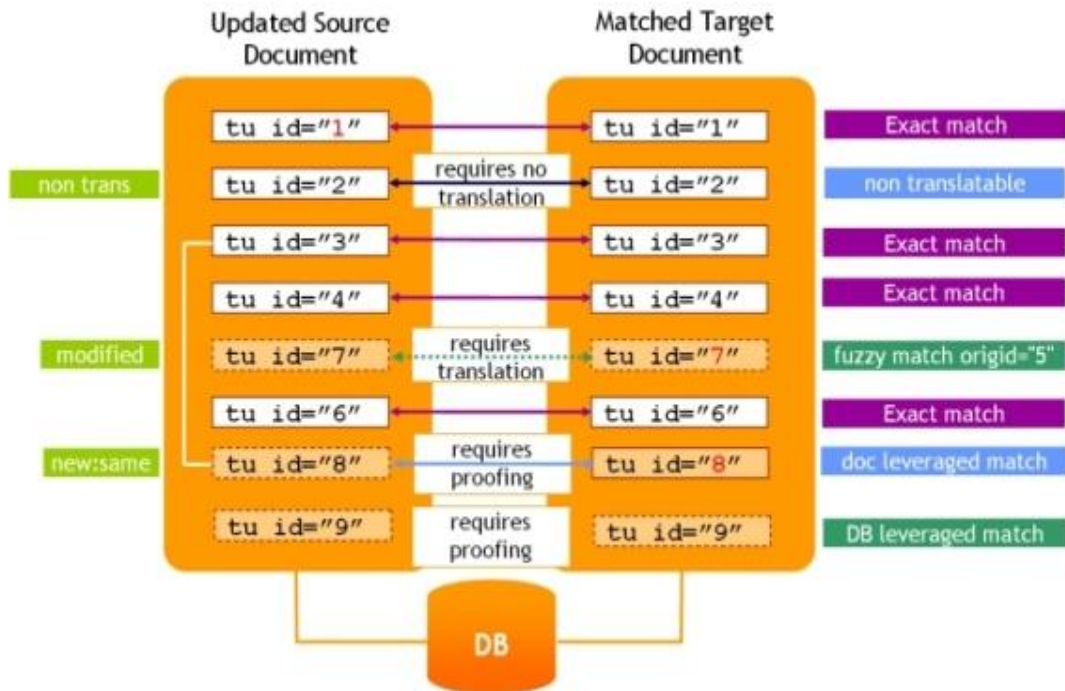 Updated Source
Document
Matched Target
Document
tu id="1"
tu id="1"
Exact match
non trans
tu id="2"
requires no
translation
tu id="2"
non translatable
tu id="3"
tu id="3"
Exact match
tu id="4"
tu id="4"
Exact match
modified
tu id="7"
requires
translation
tu id="7"
fuzzy match origid="5"
tu id="6"
tu id="6"
Exact match
new:same
tu id="8"
requires
proofing
tu id="8"
doc leveraged match
tu id="9"
requires
proofing
tu id="9"
DB leveraged match
DB